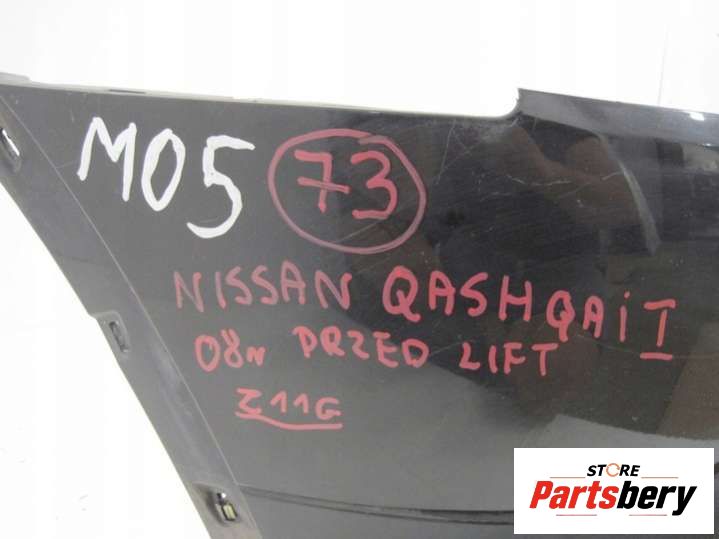 M05 73
NISSAN QASHQAi I
08R PRZED LIFT
Z11G
STORE
Partsbery